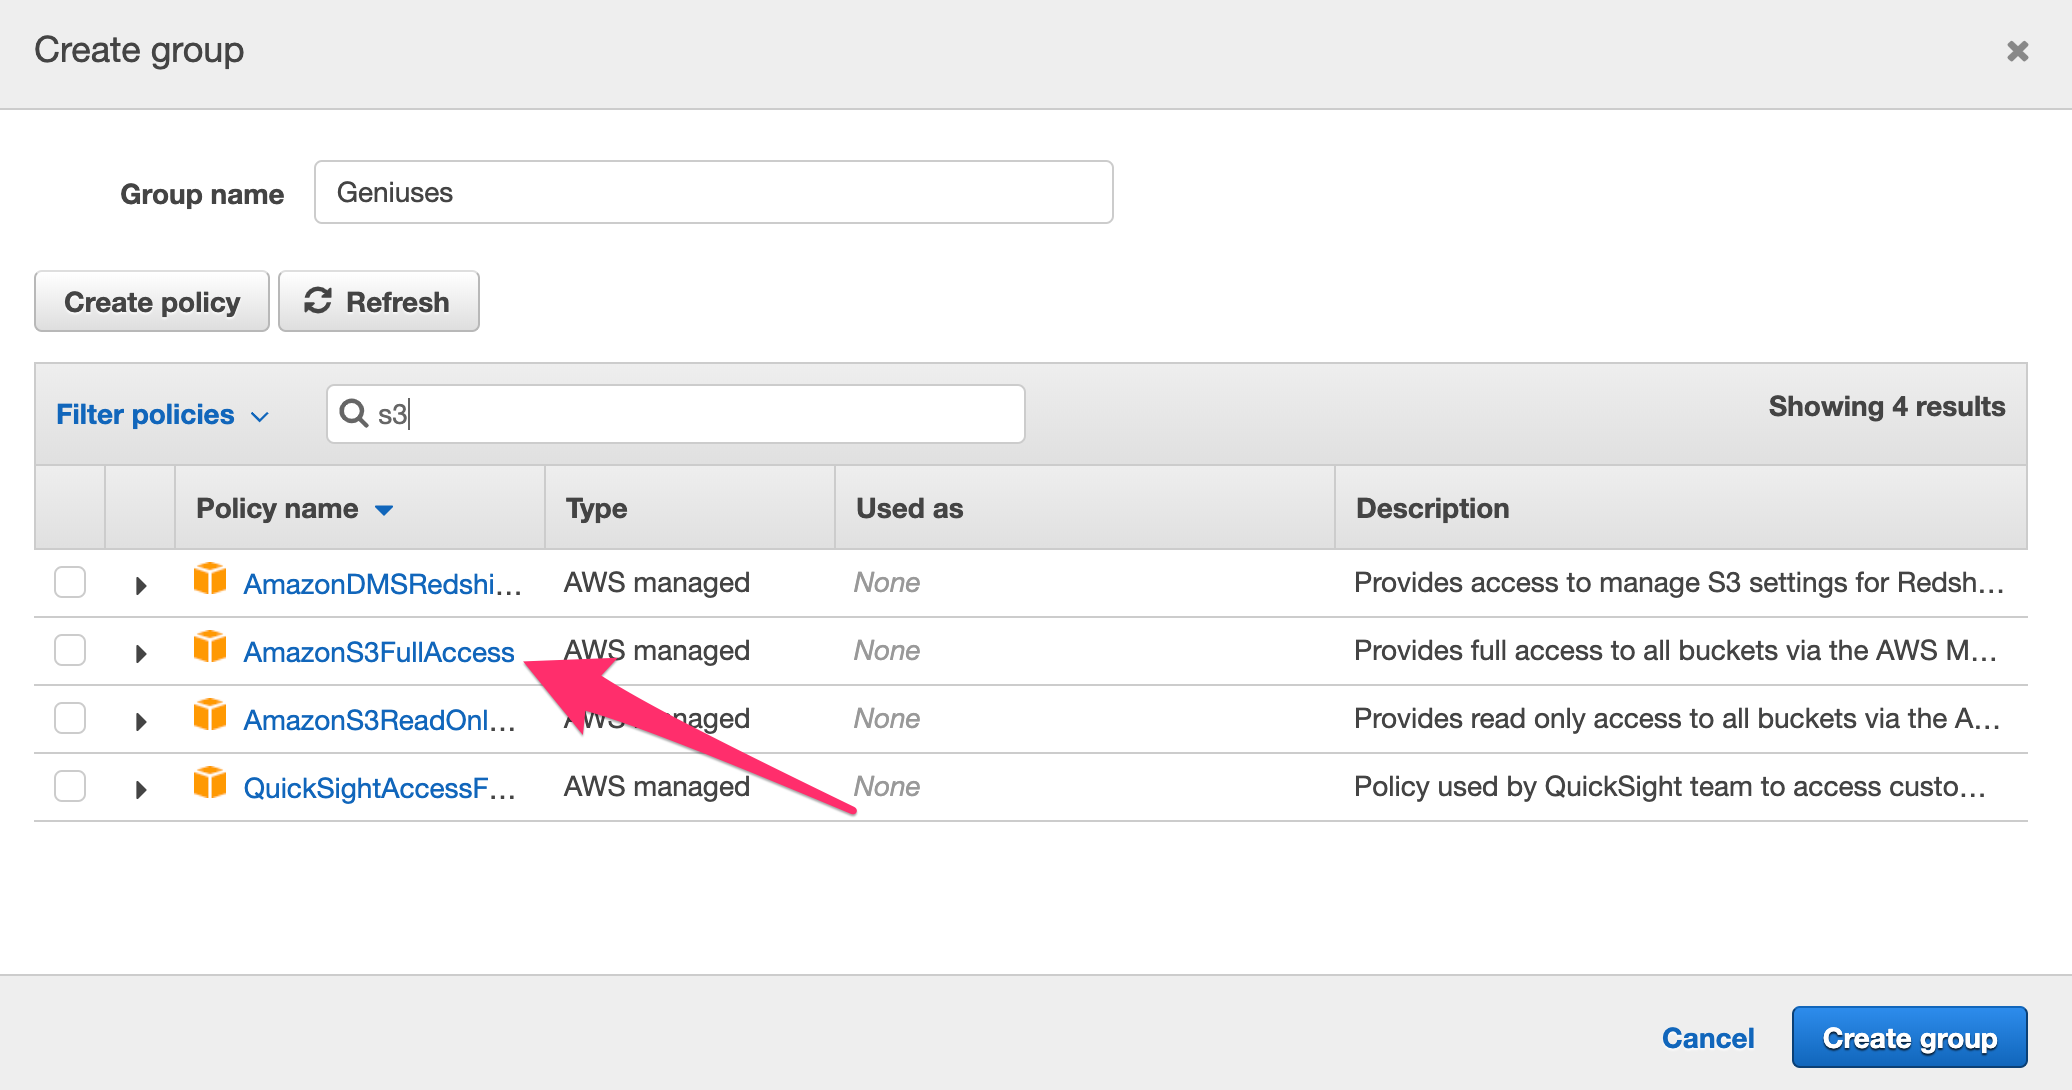 Create group
Group name Geniuses
Create policy Refresh
Filter policies s3 Showing 4 results
Policy name Type Used as Description
AmazonDMSRedshi... AWS managed None Provides access to manage S3 settings for Redsh...
AmazonS3FullAccess AWS managed None Provides full access to all buckets via the AWS M...
AmazonS3ReadOnl... AWS managed None Provides read only access to all buckets via the A...
QuickSightAccessF... AWS managed None Policy used by QuickSight team to access custo...
Cancel Create group